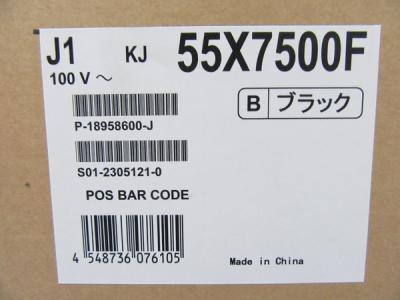 J1 KJ 55X7500F
100 V ～
B ブラック
P-18958600-J
S01-2305121-0
POS BAR CODE
4 548736 076105
Made in China